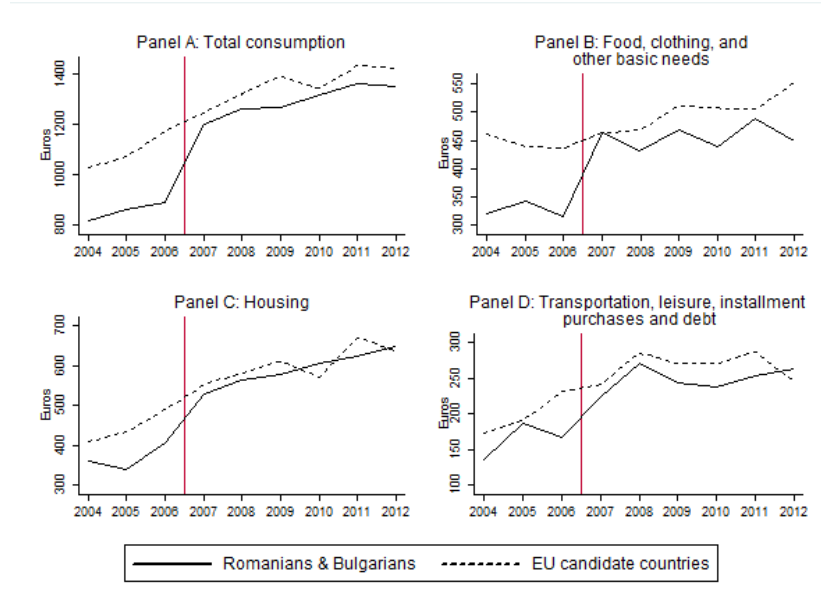 Panel A: Total consumption
Euros
1400
1200
1000
800
2004 2005 2006 2007 2008 2009 2010 2011 2012
Panel B: Food, clothing, and
other basic needs
Euros
550
500
450
400
350
300
2004 2005 2006 2007 2008 2009 2010 2011 2012
Panel C: Housing
Euros
700
600
500
400
300
2004 2005 2006 2007 2008 2009 2010 2011 2012
Panel D: Transportation, leisure, installment
purchases and debt
Euros
300
250
200
150
100
2004 2005 2006 2007 2008 2009 2010 2011 2012
Romanians & Bulgarians EU candidate countries